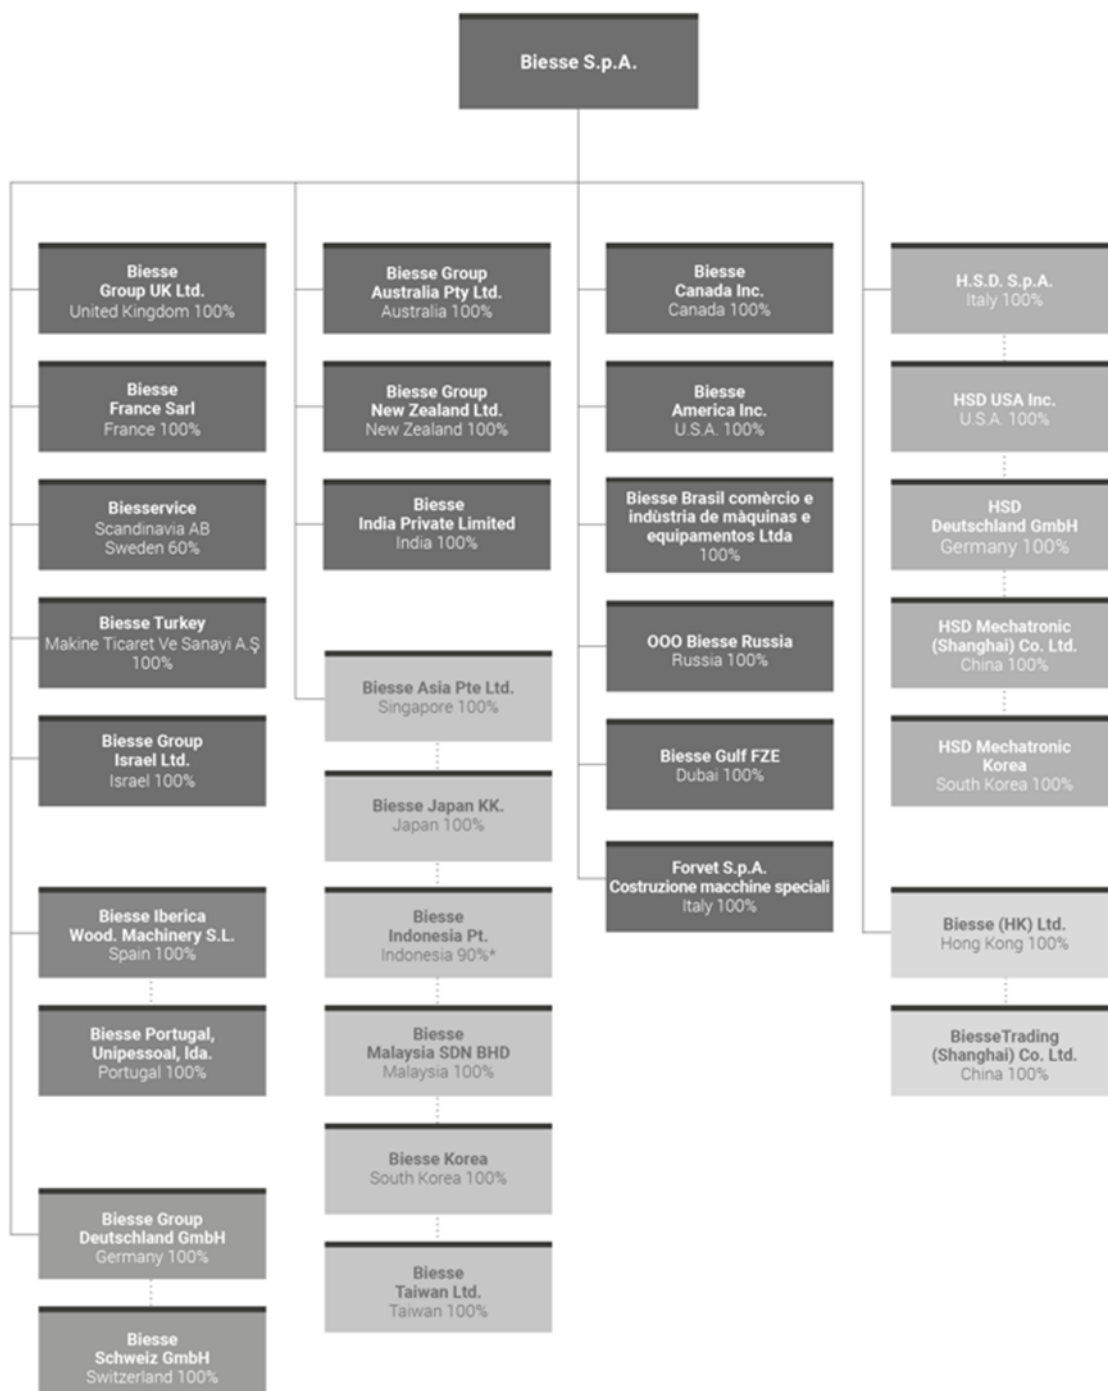 Biesse S.p.A.
Biesse
Group UK Ltd.
United Kingdom 100%
Biesse
France Sarl
France 100%
Biesservice
Scandinavia AB
Sweden 60%
Biesse Turkey
Makine Ticaret Ve Sanayi A.Ş
100%
Biesse Group
Israel Ltd.
Israel 100%
Biesse Iberica
Wood. Machinery S.L.
Spain 100%
Biesse Portugal,
Unipessoal, lda.
Portugal 100%
Biesse Group
Deutschland GmbH
Germany 100%
Biesse
Schweiz GmbH
Switzerland 100%
Biesse Group
Australia Pty Ltd.
Australia 100%
Biesse Group
New Zealand Ltd.
New Zealand 100%
Biesse
India Private Limited
India 100%
Biesse Asia Pte Ltd.
Singapore 100%
Biesse Japan KK.
Japan 100%
Biesse
Indonesia Pt.
Indonesia 90%*
Biesse
Malaysia SDN BHD
Malaysia 100%
Biesse Korea
South Korea 100%
Biesse
Taiwan Ltd.
Taiwan 100%
Biesse
Canada Inc.
Canada 100%
Biesse
America Inc.
U.S.A. 100%
Biesse Brasil comèrcio e
indùstria de màquinas e
equipamentos Ltda
100%
OOO Biesse Russia
Russia 100%
Biesse Gulf FZE
Dubai 100%
Forvet S.p.A.
Costruzione macchine speciali
Italy 100%
H.S.D. S.p.A.
Italy 100%
HSD USA Inc.
U.S.A. 100%
HSD
Deutschland GmbH
Germany 100%
HSD Mechatronic
(Shanghai) Co. Ltd.
China 100%
HSD Mechatronic
Korea
South Korea 100%
Biesse (HK) Ltd.
Hong Kong 100%
BiesseTrading
(Shanghai) Co. Ltd.
China 100%